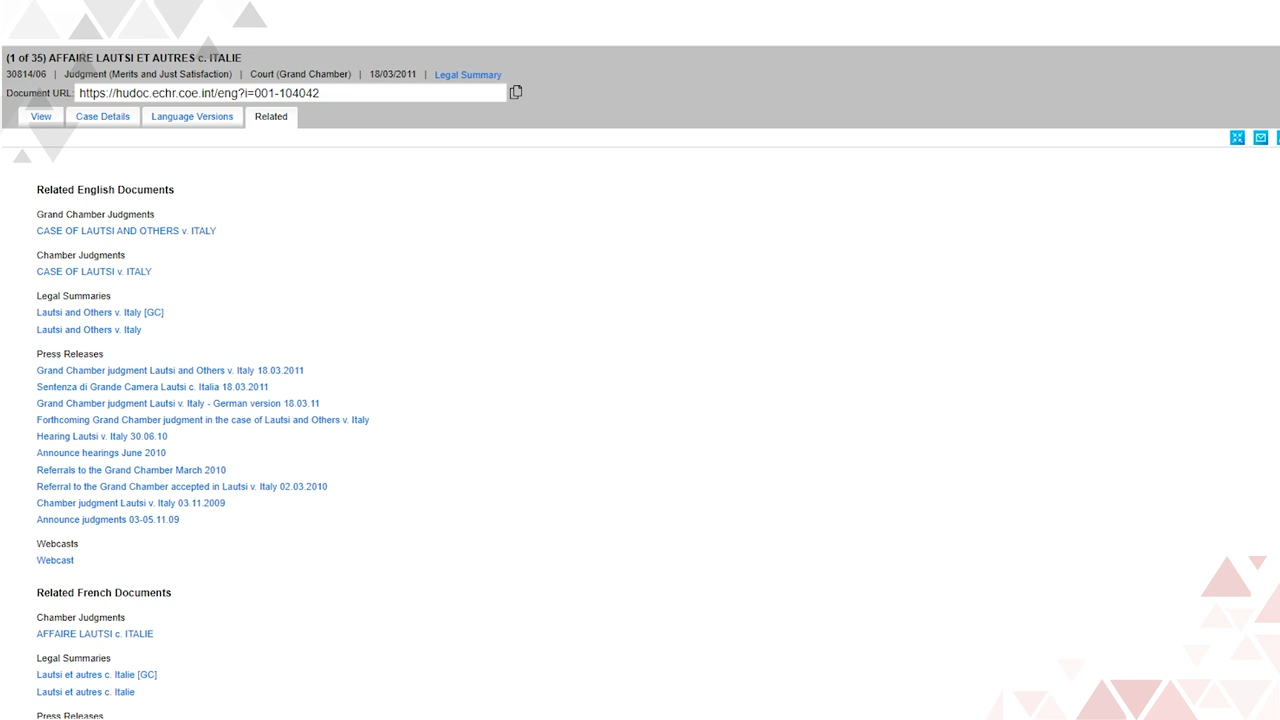 (1 of 35) AFFAIRE LAUTSI ET AUTRES c. ITALIE
30814/06 | Judgment (Merits and Just Satisfaction) | Court (Grand Chamber) | 18/03/2011 | Legal Summary
Document URL: https://hudoc.echr.coe.int/eng?i=001-104042
View Case Details Language Versions Related
Related English Documents
Grand Chamber Judgments
CASE OF LAUTSI AND OTHERS v. ITALY
Chamber Judgments
CASE OF LAUTSI v. ITALY
Legal Summaries
Lautsi and Others v. Italy [GC]
Lautsi and Others v. Italy
Press Releases
Grand Chamber judgment Lautsi and Others v. Italy 18.03.2011
Sentenza di Grande Camera Lautsi c. Italia 18.03.2011
Grand Chamber judgment Lautsi v. Italy - German version 18.03.11
Forthcoming Grand Chamber judgment in the case of Lautsi and Others v. Italy
Hearing Lautsi v. Italy 30.06.10
Announce hearings June 2010
Referrals to the Grand Chamber March 2010
Referral to the Grand Chamber accepted in Lautsi v. Italy 02.03.2010
Chamber judgment Lautsi v. Italy 03.11.2009
Announce judgments 03-05.11.09
Webcasts
Webcast
Related French Documents
Chamber Judgments
AFFAIRE LAUTSI c. ITALIE
Legal Summaries
Lautsi et autres c. Italie [GC]
Lautsi et autres c. Italie
Press Releases